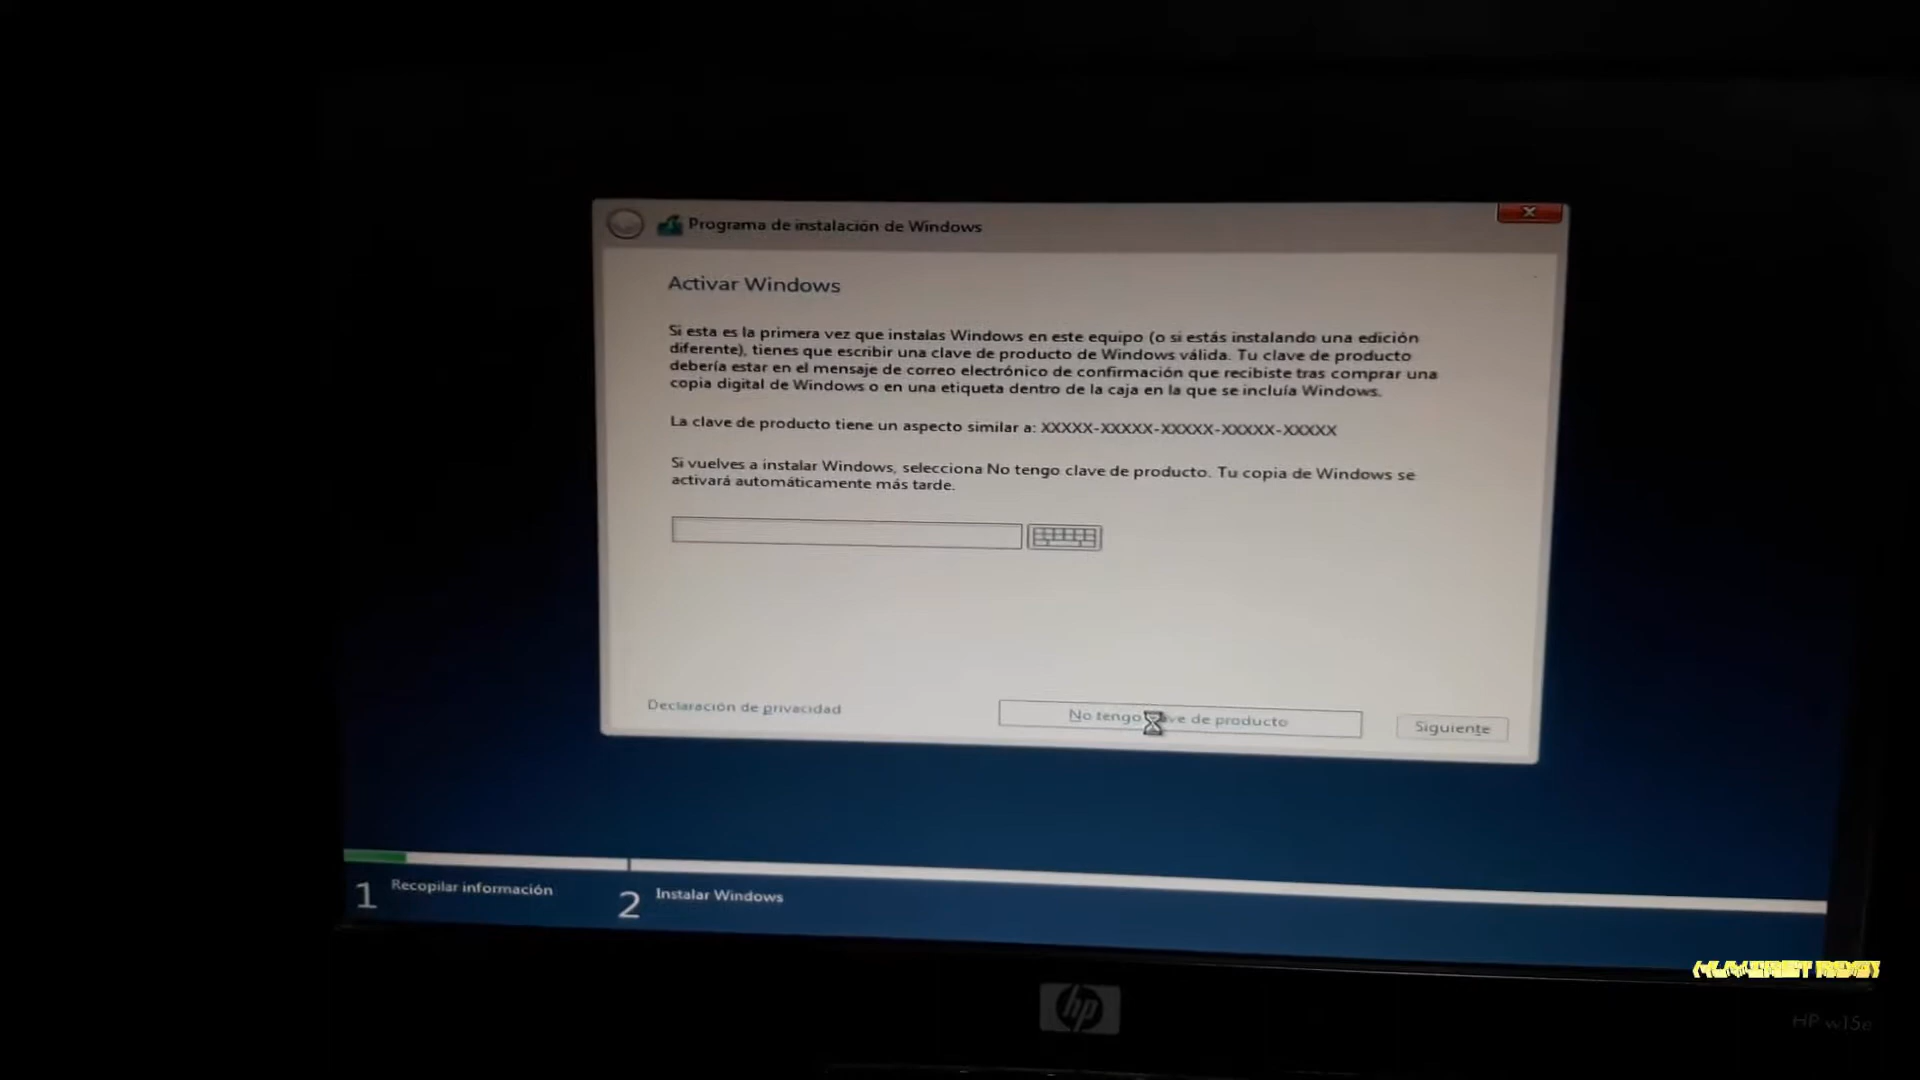 Programa de instalación de Windows
Activar Windows
Si esta es la primera vez que instalas Windows en este equipo (o si estás instalando una edición
diferente), tienes que escribir una clave de producto de Windows válida. Tu clave de producto
debería estar en el mensaje de correo electrónico de confirmación que recibiste tras comprar una
copia digital de Windows o en una etiqueta dentro de la caja en la que se incluía Windows.
La clave de producto tiene un aspecto similar a: XXXXX-XXXXX-XXXXX-XXXXX-XXXXX
Si vuelves a instalar Windows, selecciona No tengo clave de producto. Tu copia de Windows se
activará automáticamente más tarde.
Declaración de privacidad
No tengo ve de producto
Siguiente
1 Recopilar información
2 Instalar Windows
hp
HP w15e